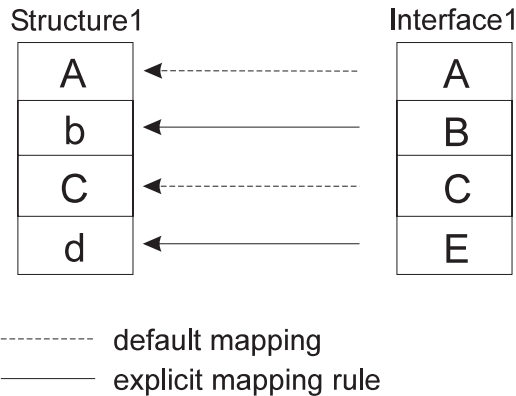 Structure1 Interface1
A A
b B
C C
d E
default mapping
explicit mapping rule